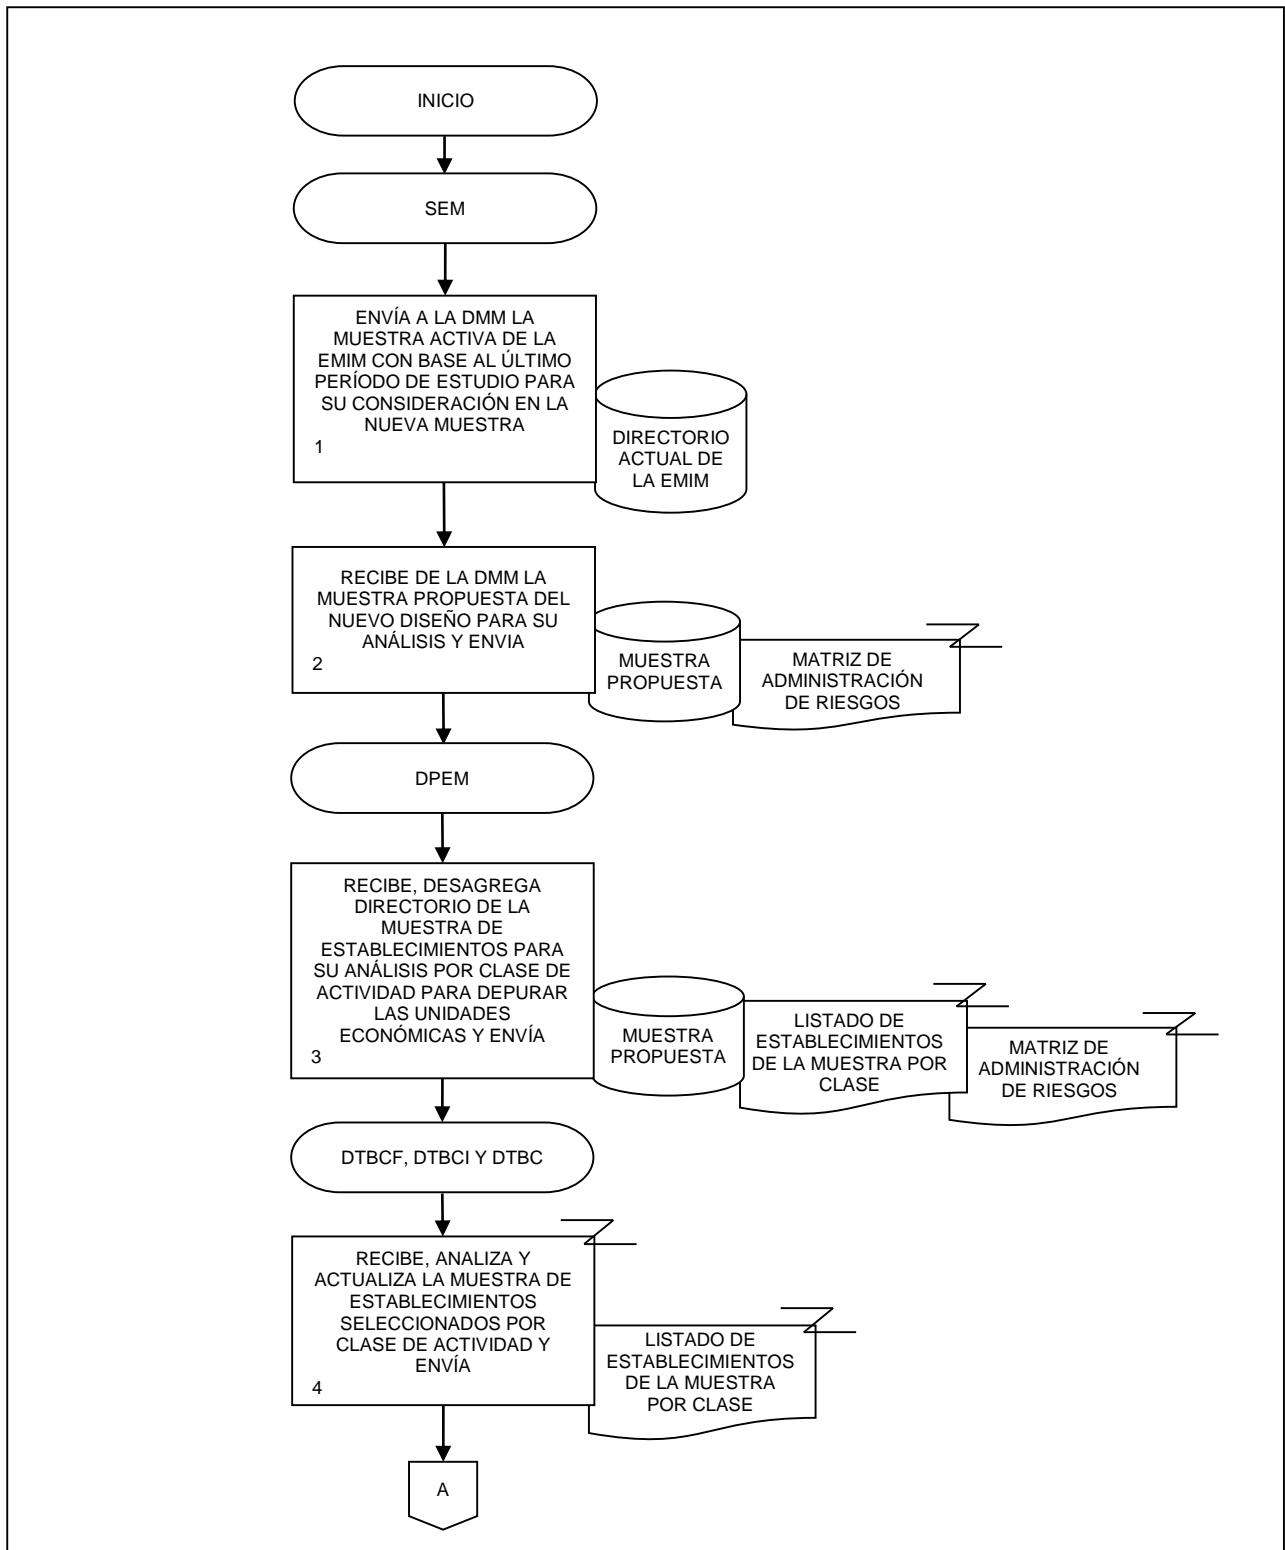 INICIO
SEM
ENVÍA A LA DMM LA
MUESTRA ACTIVA DE LA
EMIM CON BASE AL ÚLTIMO
PERÍODO DE ESTUDIO PARA
SU CONSIDERACIÓN EN LA
NUEVA MUESTRA
1
DIRECTORIO
ACTUAL DE
LA EMIM
RECIBE DE LA DMM LA
MUESTRA PROPUESTA DEL
NUEVO DISEÑO PARA SU
ANÁLISIS Y ENVIA
2
MUESTRA
PROPUESTA
MATRIZ DE
ADMINISTRACIÓN
DE RIESGOS
DPEM
RECIBE, DESAGREGA
DIRECTORIO DE LA
MUESTRA DE
ESTABLECIMIENTOS PARA
SU ANÁLISIS POR CLASE DE
ACTIVIDAD PARA DEPURAR
LAS UNIDADES
ECONÓMICAS Y ENVÍA
3
MUESTRA
PROPUESTA
LISTADO DE
ESTABLECIMIENTOS
DE LA MUESTRA POR
CLASE
MATRIZ DE
ADMINISTRACIÓN
DE RIESGOS
DTBCF, DTBCI Y DTBC
RECIBE, ANALIZA Y
ACTUALIZA LA MUESTRA DE
ESTABLECIMIENTOS
SELECCIONADOS POR
CLASE DE ACTIVIDAD Y
ENVÍA
4
LISTADO DE
ESTABLECIMIENTOS
DE LA MUESTRA
POR CLASE
A